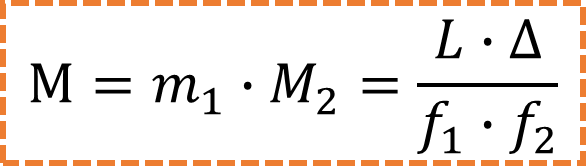 M = m₁ · M₂ = (L · Δ) / (f₁ · f₂)